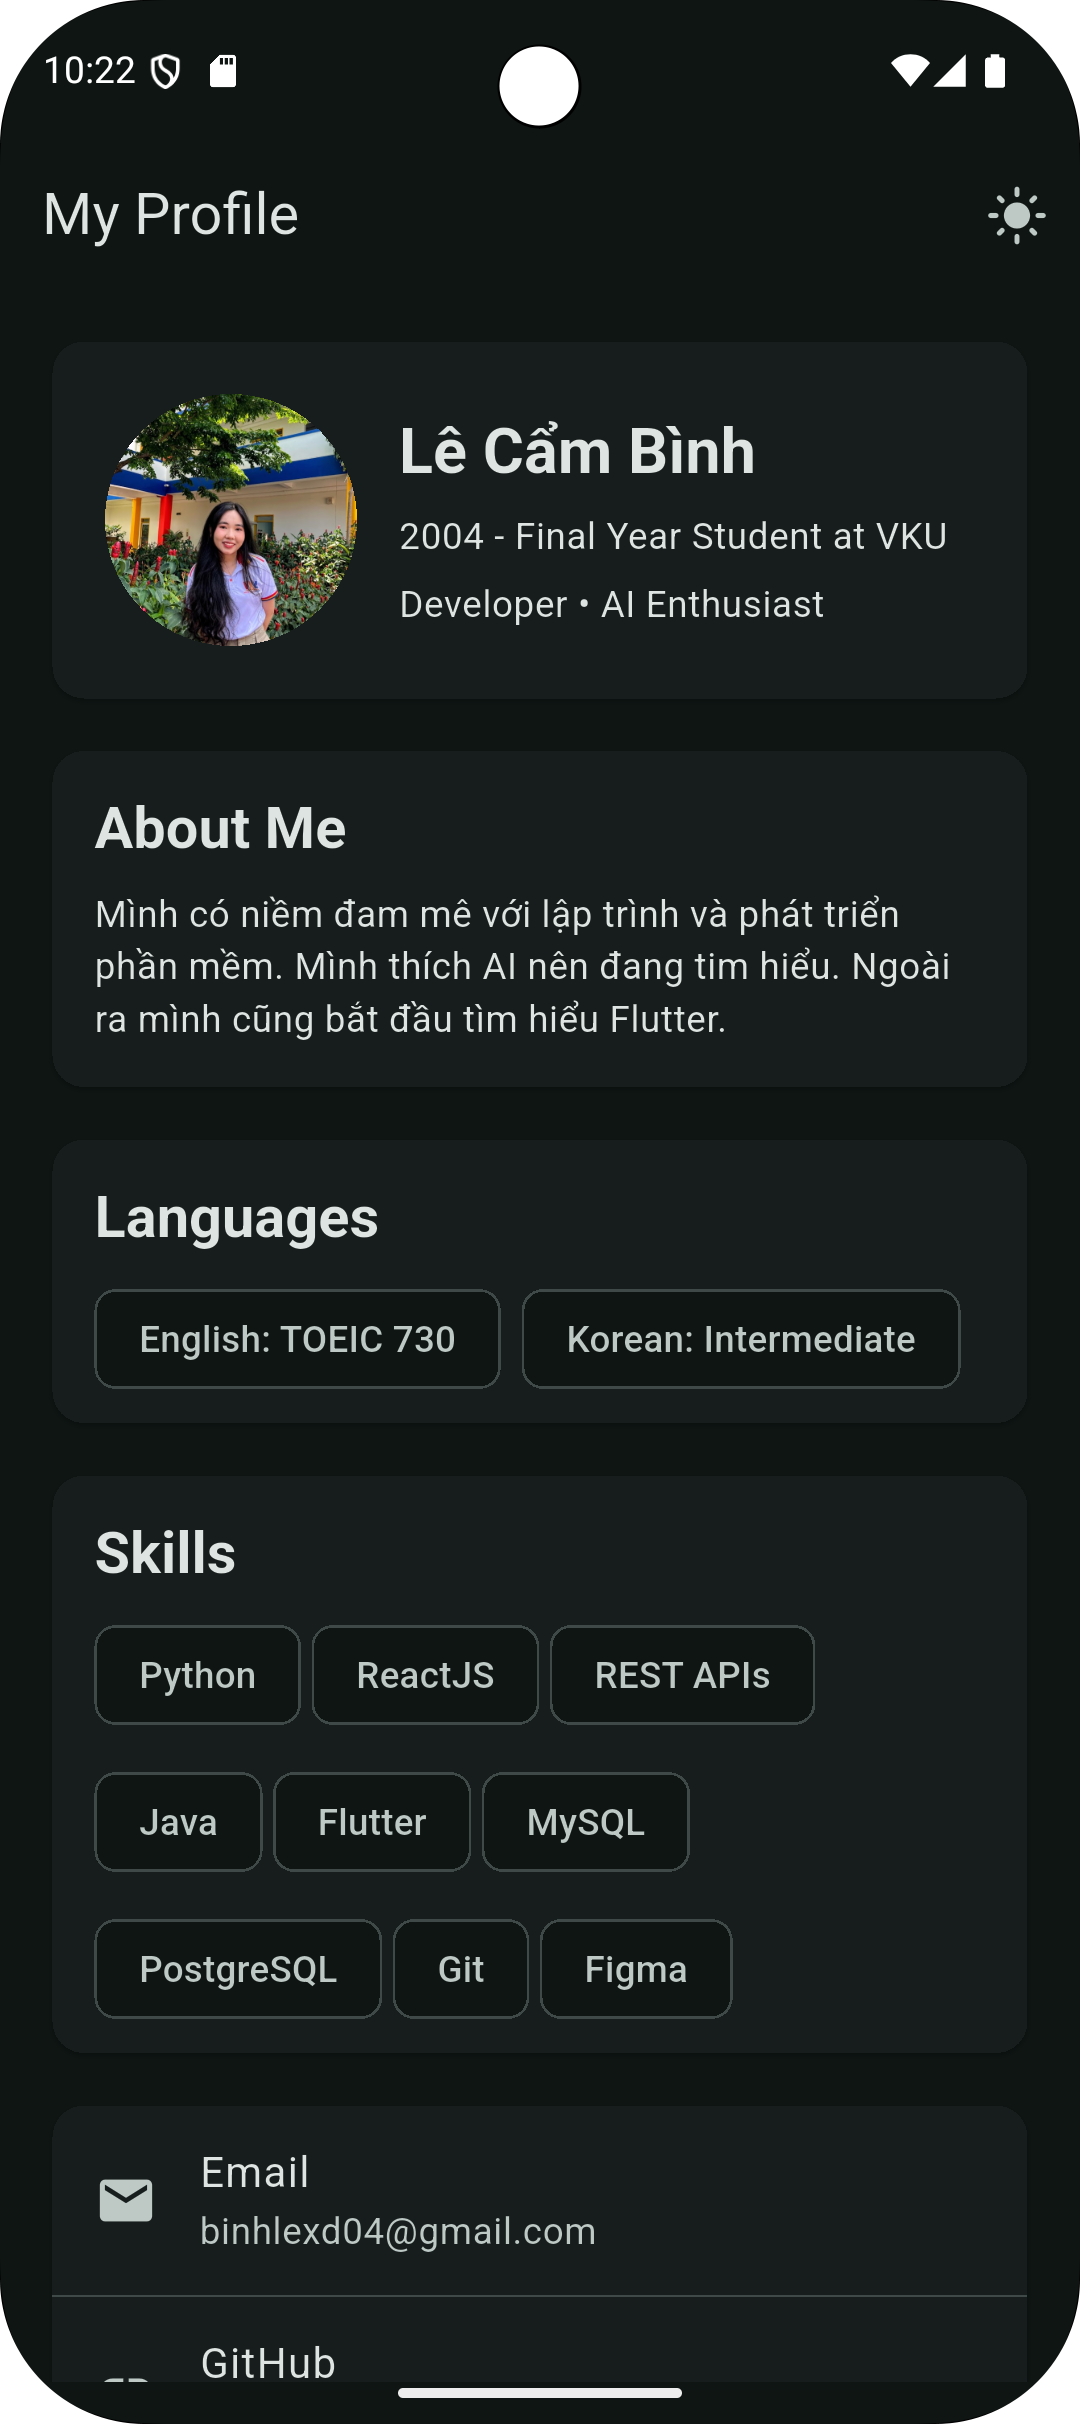 10:22
My Profile
Lê Cẩm Bình
2004 - Final Year Student at VKU
Developer • AI Enthusiast
About Me
Mình có niềm đam mê với lập trình và phát triển
phần mềm. Mình thích AI nên đang tim hiểu. Ngoài
ra mình cũng bắt đầu tìm hiểu Flutter.
Languages
English: TOEIC 730
Korean: Intermediate
Skills
Python
ReactJS
REST APIs
Java
Flutter
MySQL
PostgreSQL
Git
Figma
Email
binhlexd04@gmail.com
GitHub